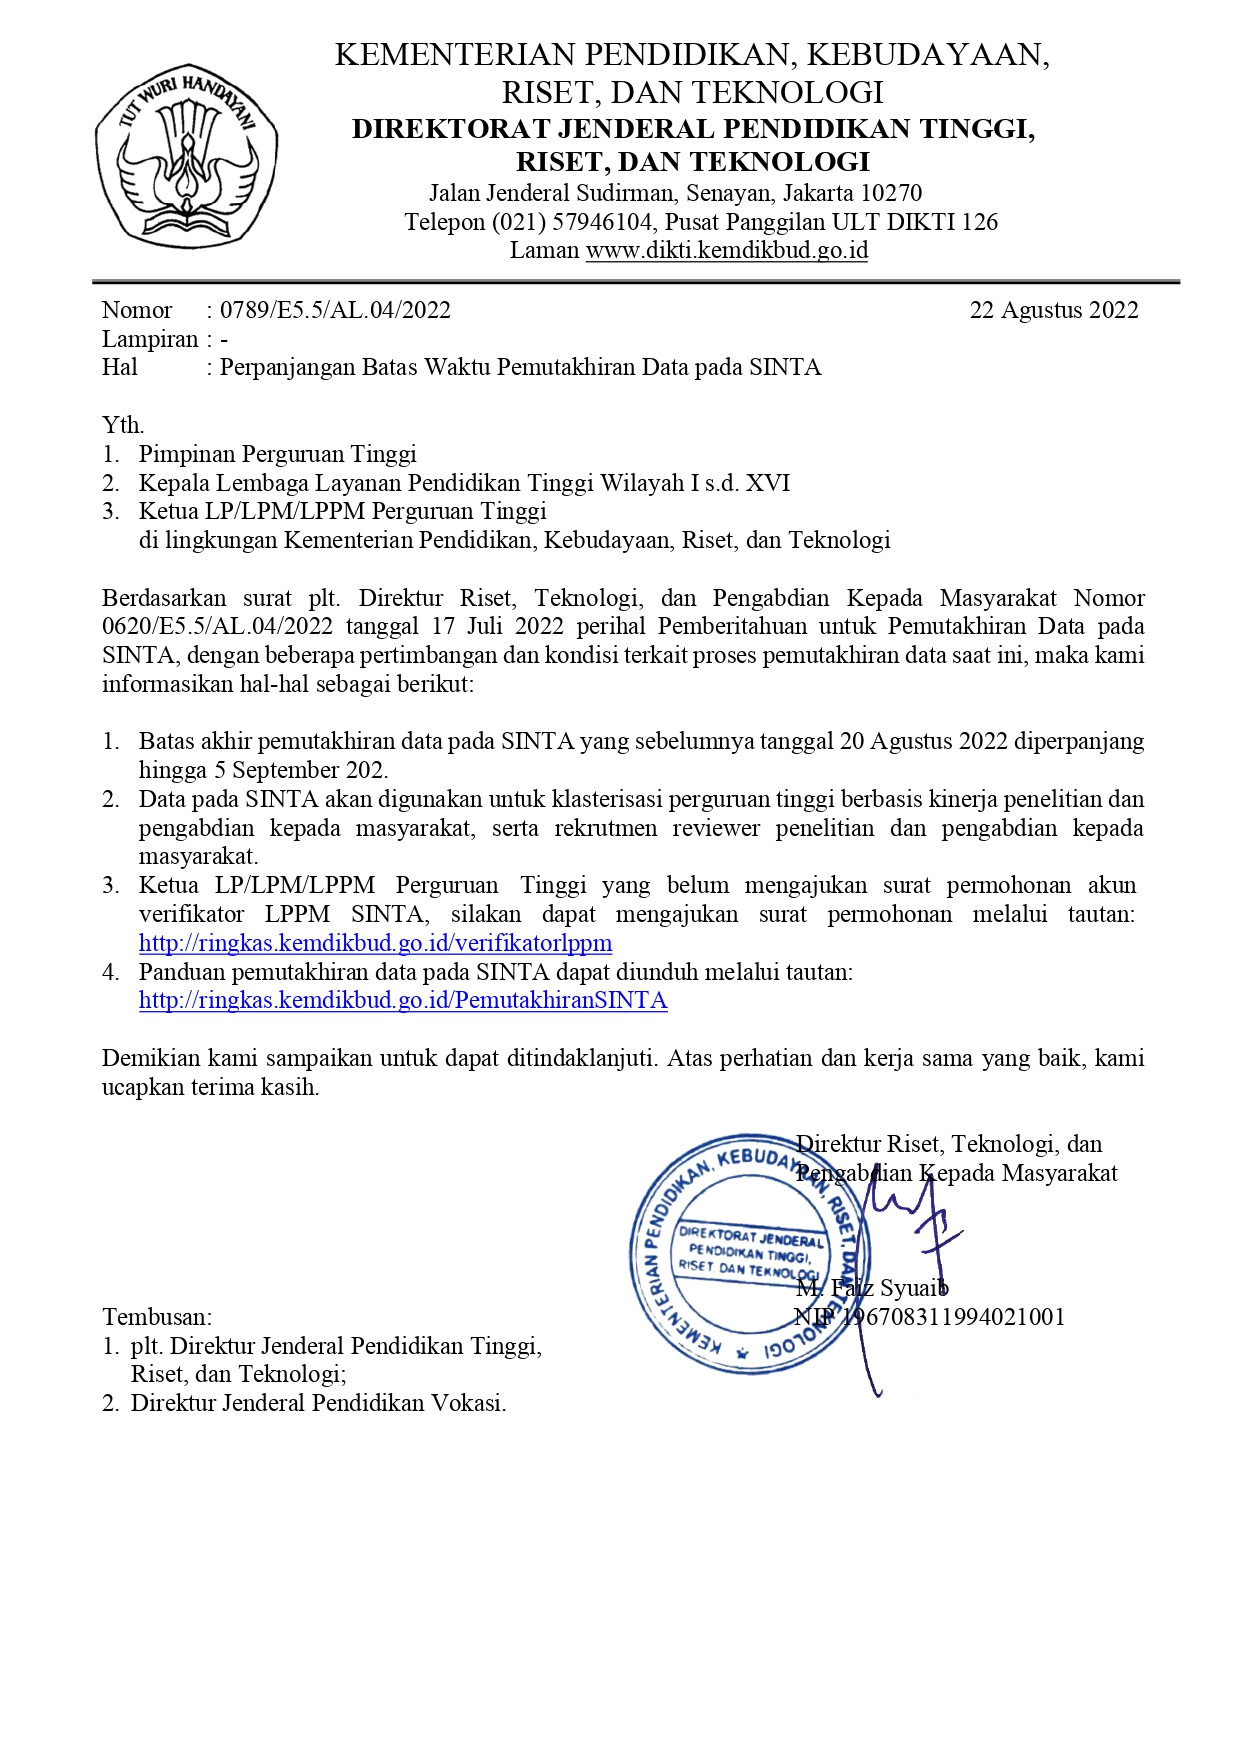 TUT WURI HANDAYANI
KEMENTERIAN PENDIDIKAN, KEBUDAYAAN,
RISET, DAN TEKNOLOGI
DIREKTORAT JENDERAL PENDIDIKAN TINGGI,
RISET, DAN TEKNOLOGI
Jalan Jenderal Sudirman, Senayan, Jakarta 10270
Telepon (021) 57946104, Pusat Panggilan ULT DIKTI 126
Laman www.dikti.kemdikbud.go.id
Nomor : 0789/E5.5/AL.04/2022 22 Agustus 2022
Lampiran : -
Hal : Perpanjangan Batas Waktu Pemutakhiran Data pada SINTA
Yth.
1. Pimpinan Perguruan Tinggi
2. Kepala Lembaga Layanan Pendidikan Tinggi Wilayah I s.d. XVI
3. Ketua LP/LPM/LPPM Perguruan Tinggi
di lingkungan Kementerian Pendidikan, Kebudayaan, Riset, dan Teknologi
Berdasarkan surat plt. Direktur Riset, Teknologi, dan Pengabdian Kepada Masyarakat Nomor
0620/E5.5/AL.04/2022 tanggal 17 Juli 2022 perihal Pemberitahuan untuk Pemutakhiran Data pada
SINTA, dengan beberapa pertimbangan dan kondisi terkait proses pemutakhiran data saat ini, maka kami
informasikan hal-hal sebagai berikut:
1. Batas akhir pemutakhiran data pada SINTA yang sebelumnya tanggal 20 Agustus 2022 diperpanjang
hingga 5 September 202.
2. Data pada SINTA akan digunakan untuk klasterisasi perguruan tinggi berbasis kinerja penelitian dan
pengabdian kepada masyarakat, serta rekrutmen reviewer penelitian dan pengabdian kepada
masyarakat.
3. Ketua LP/LPM/LPPM Perguruan Tinggi yang belum mengajukan surat permohonan akun
verifikator LPPM SINTA, silakan dapat mengajukan surat permohonan melalui tautan:
http://ringkas.kemdikbud.go.id/verifikatorlppm
4. Panduan pemutakhiran data pada SINTA dapat diunduh melalui tautan:
http://ringkas.kemdikbud.go.id/PemutakhiranSINTA
Demikian kami sampaikan untuk dapat ditindaklanjuti. Atas perhatian dan kerja sama yang baik, kami
ucapkan terima kasih.
Direktur Riset, Teknologi, dan
Pengabdian Kepada Masyarakat
KEMENTERIAN PENDIDIKAN, KEBUDAYAAN, RISET, DAN TEKNOLOGI
DIREKTORAT JENDERAL
PENDIDIKAN TINGGI,
RISET DAN TEKNOLOGI
M. Faiz Syuaib
NIP 196708311994021001
Tembusan:
1. plt. Direktur Jenderal Pendidikan Tinggi,
Riset, dan Teknologi;
2. Direktur Jenderal Pendidikan Vokasi.